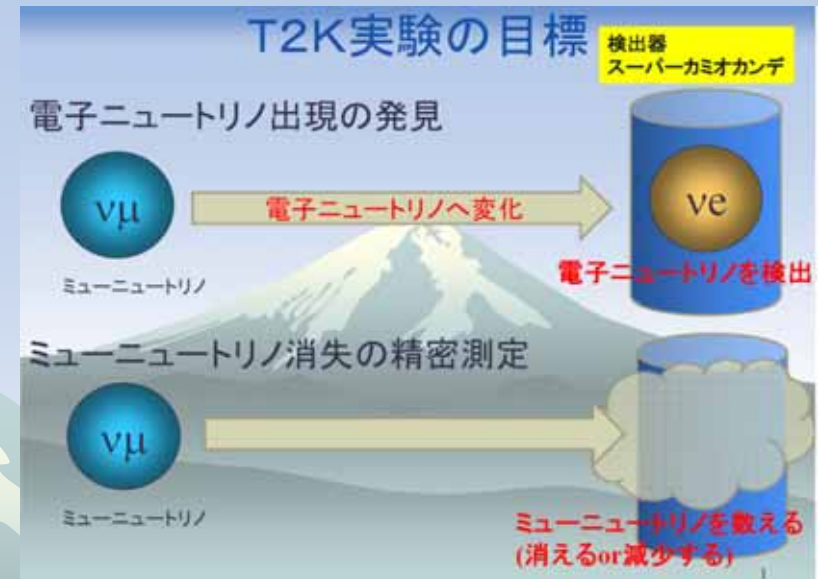 T2K実験の目標
検出器
スーパーカミオカンデ
電子ニュートリノ出現の発見
νμ
電子ニュートリノへ変化
νe
ミューニュートリノ
電子ニュートリノを検出
ミューニュートリノ消失の精密測定
νμ
ミューニュートリノ
ミューニュートリノを数える
(消えるor減少する)